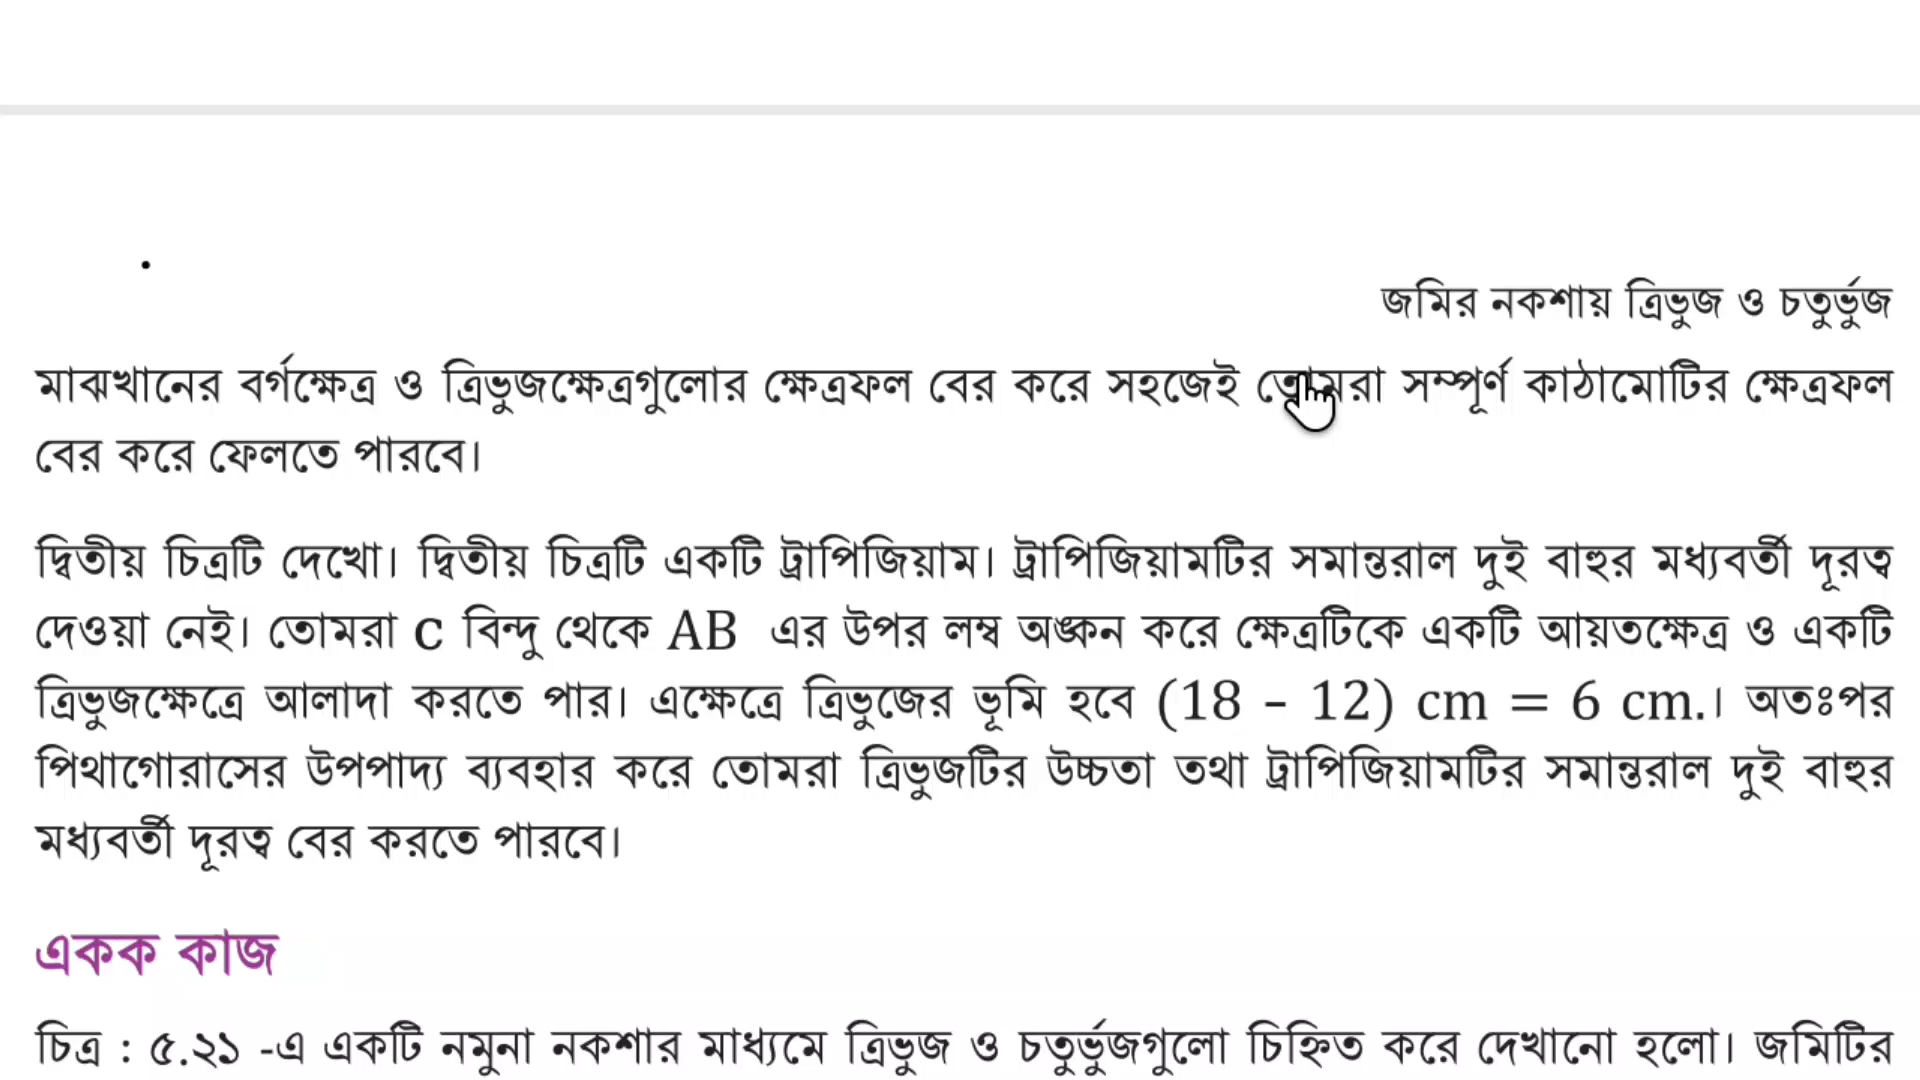 জমির নকশায় ত্রিভুজ ও চতুর্ভুজ
মাঝখানের বর্গক্ষেত্র ও ত্রিভুজক্ষেত্রগুলোর ক্ষেত্রফল বের করে সহজেই তোমরা সম্পূর্ণ কাঠামোটির ক্ষেত্রফল
বের করে ফেলতে পারবে।
দ্বিতীয় চিত্রটি দেখো। দ্বিতীয় চিত্রটি একটি ট্রাপিজিয়াম। ট্রাপিজিয়ামটির সমান্তরাল দুই বাহুর মধ্যবর্তী দূরত্ব
দেওয়া নেই। তোমরা C বিন্দু থেকে AB এর উপর লম্ব অঙ্কন করে ক্ষেত্রটিকে একটি আয়তক্ষেত্র ও একটি
ত্রিভুজক্ষেত্রে আলাদা করতে পার। এক্ষেত্রে ত্রিভুজের ভূমি হবে (18 – 12) cm = 6 cm.। অতঃপর
পিথাগোরাসের উপপাদ্য ব্যবহার করে তোমরা ত্রিভুজটির উচ্চতা তথা ট্রাপিজিয়ামটির সমান্তরাল দুই বাহুর
মধ্যবর্তী দূরত্ব বের করতে পারবে।
একক কাজ
চিত্র : ৫.২১ -এ একটি নমুনা নকশার মাধ্যমে ত্রিভুজ ও চতুর্ভুজগুলো চিহ্নিত করে দেখানো হলো। জমিটির